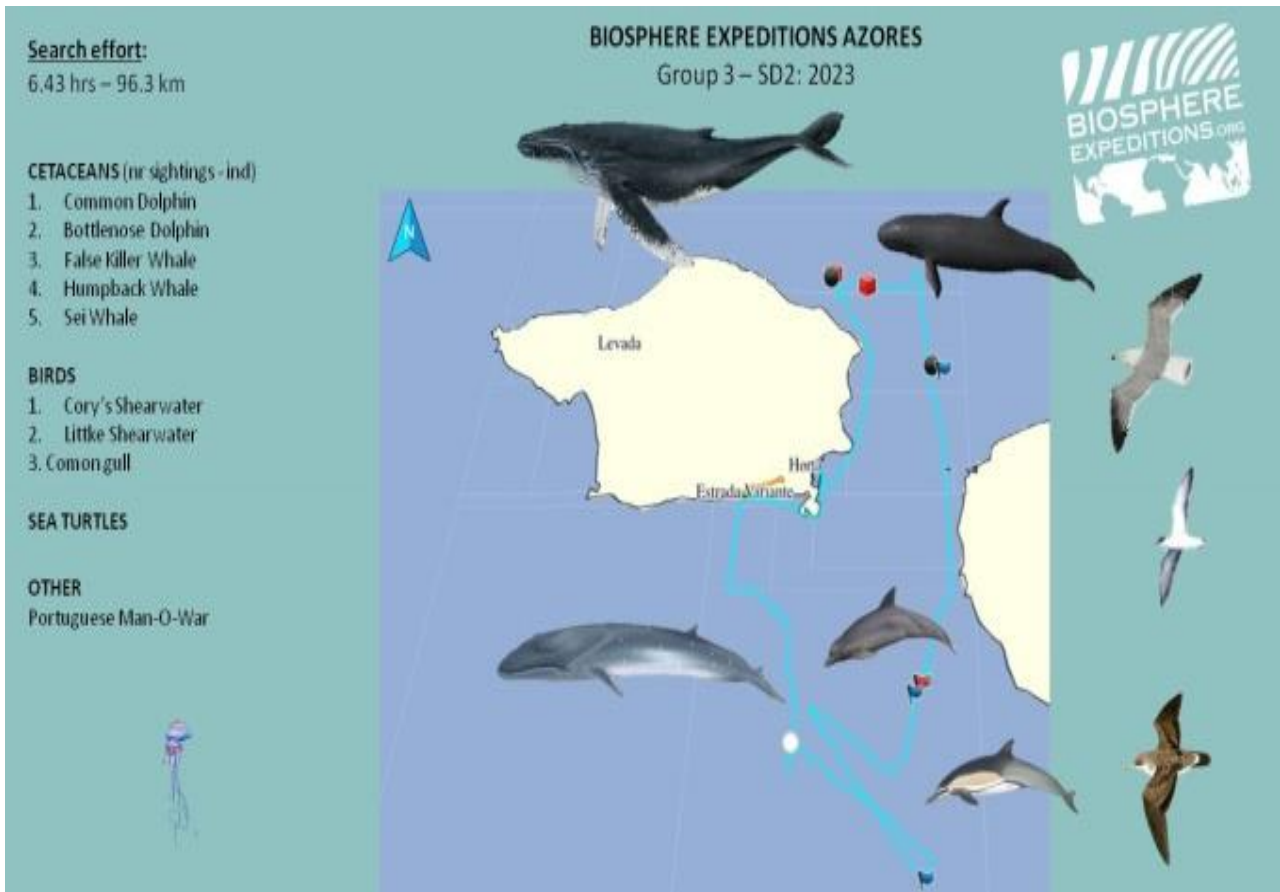 Search effort:
6.43 hrs – 96.3 km
BIOSPHERE EXPEDITIONS AZORES
Group 3 – SD2: 2023
BIOSPHERE
EXPEDITIONS.ORG
CETACEANS (nr sightings - ind)
1. Common Dolphin
2. Bottlenose Dolphin
3. False Killer Whale
4. Humpback Whale
5. Sei Whale
BIRDS
1. Cory's Shearwater
2. Littke Shearwater
3. Comon gull
SEA TURTLES
OTHER
Portuguese Man-O-War
N
Levada
Estrada Variante